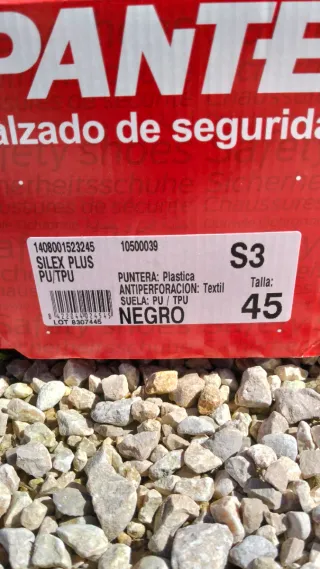 PANTE
alzado de segurida
1408001523245 10500039 S3
SILEX PLUS
PU/TPU
PUNTERA: Plastica
ANTIPERFORACION: Textil
SUELA: PU / TPU
NEGRO
Talla:
45
LOT 8307445